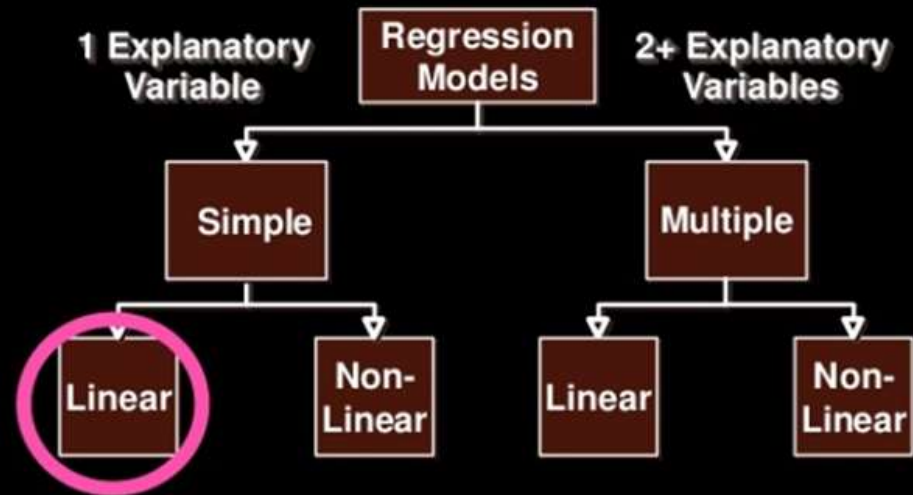 1 Explanatory
Variable
Regression
Models
2+ Explanatory
Variables
Simple
Multiple
Linear
Non-
Linear
Linear
Non-
Linear